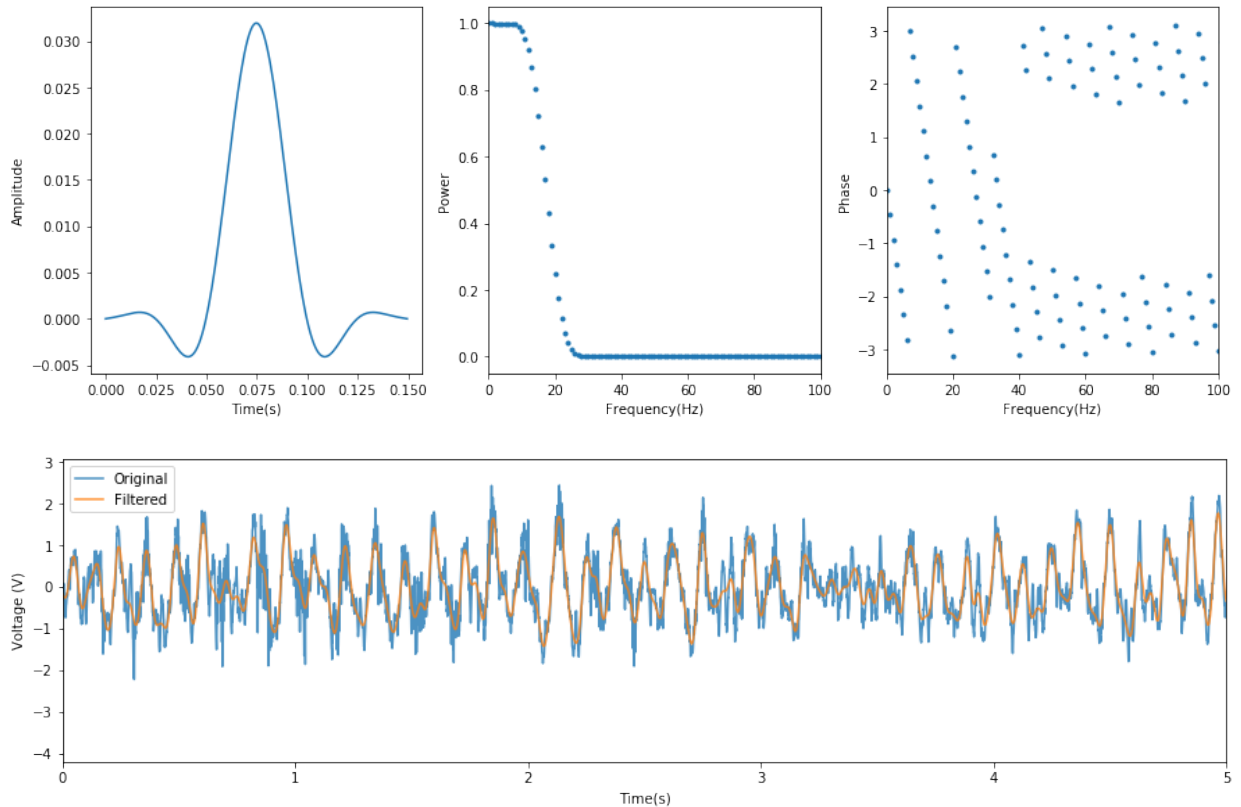 0.030
0.025
0.020
0.015
0.010
0.005
0.000
−0.005
Amplitude
0.000 0.025 0.050 0.075 0.100 0.125 0.150
Time(s)
1.0
0.8
0.6
0.4
0.2
0.0
Power
0 20 40 60 80 100
Frequency(Hz)
3
2
1
0
−1
−2
−3
Phase
0 20 40 60 80 100
Frequency(Hz)
3
2
1
0
−1
−2
−3
−4
Voltage (V)
Original
Filtered
0 1 2 3 4 5
Time(s)